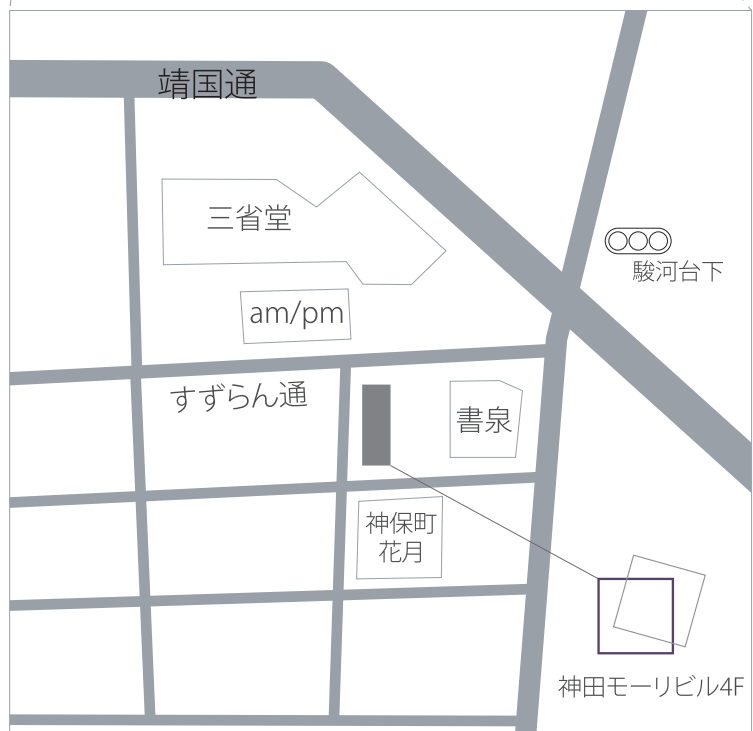 靖国通
三省堂
駿河台下
am/pm
すずらん通
書泉
神保町
花月
神田モーリビル4F